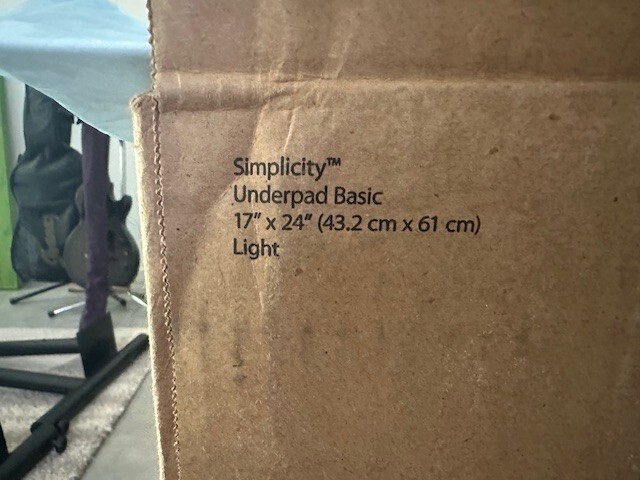 Simplicity™
Underpad Basic
17” x 24” (43.2 cm x 61 cm)
Light